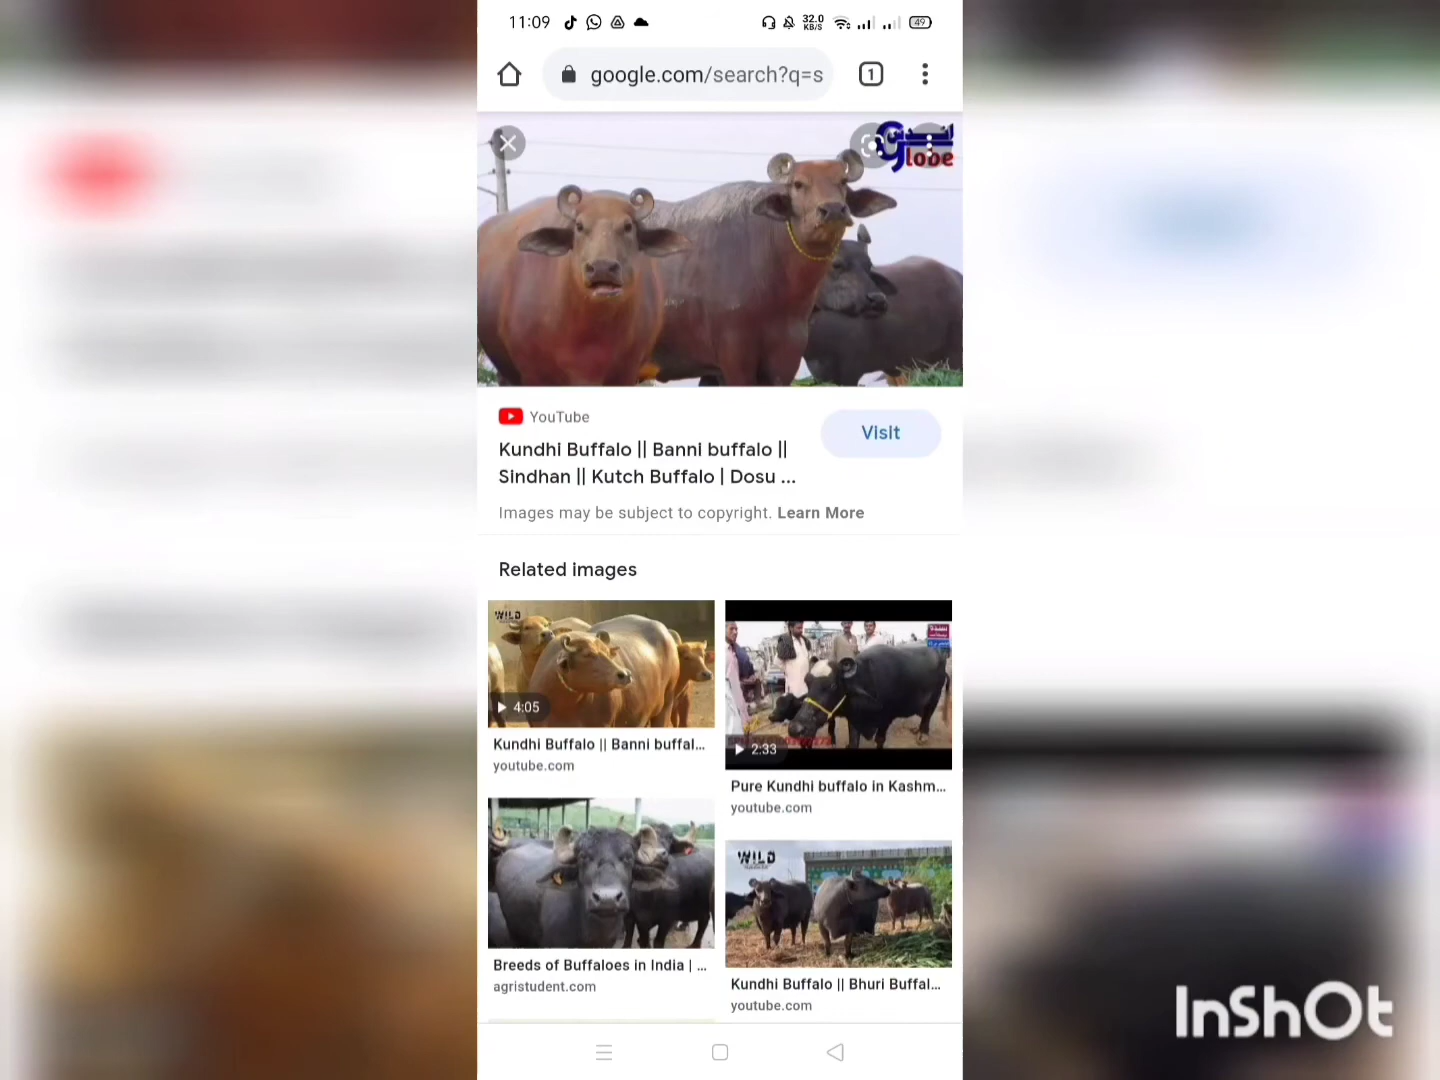 11:09
32.0
KB/S
49
google.com/search?q=s
1
Globe
YouTube
Kundhi Buffalo || Banni buffalo ||
Sindhan || Kutch Buffalo | Dosu ...
Visit
Images may be subject to copyright. Learn More
Related images
WILD
4:05
Kundhi Buffalo || Banni buffal...
youtube.com
2:33
Pure Kundhi buffalo in Kashm...
youtube.com
Breeds of Buffaloes in India | ...
agristudent.com
WILD
Kundhi Buffalo || Bhuri Buffal...
youtube.com
InShOt